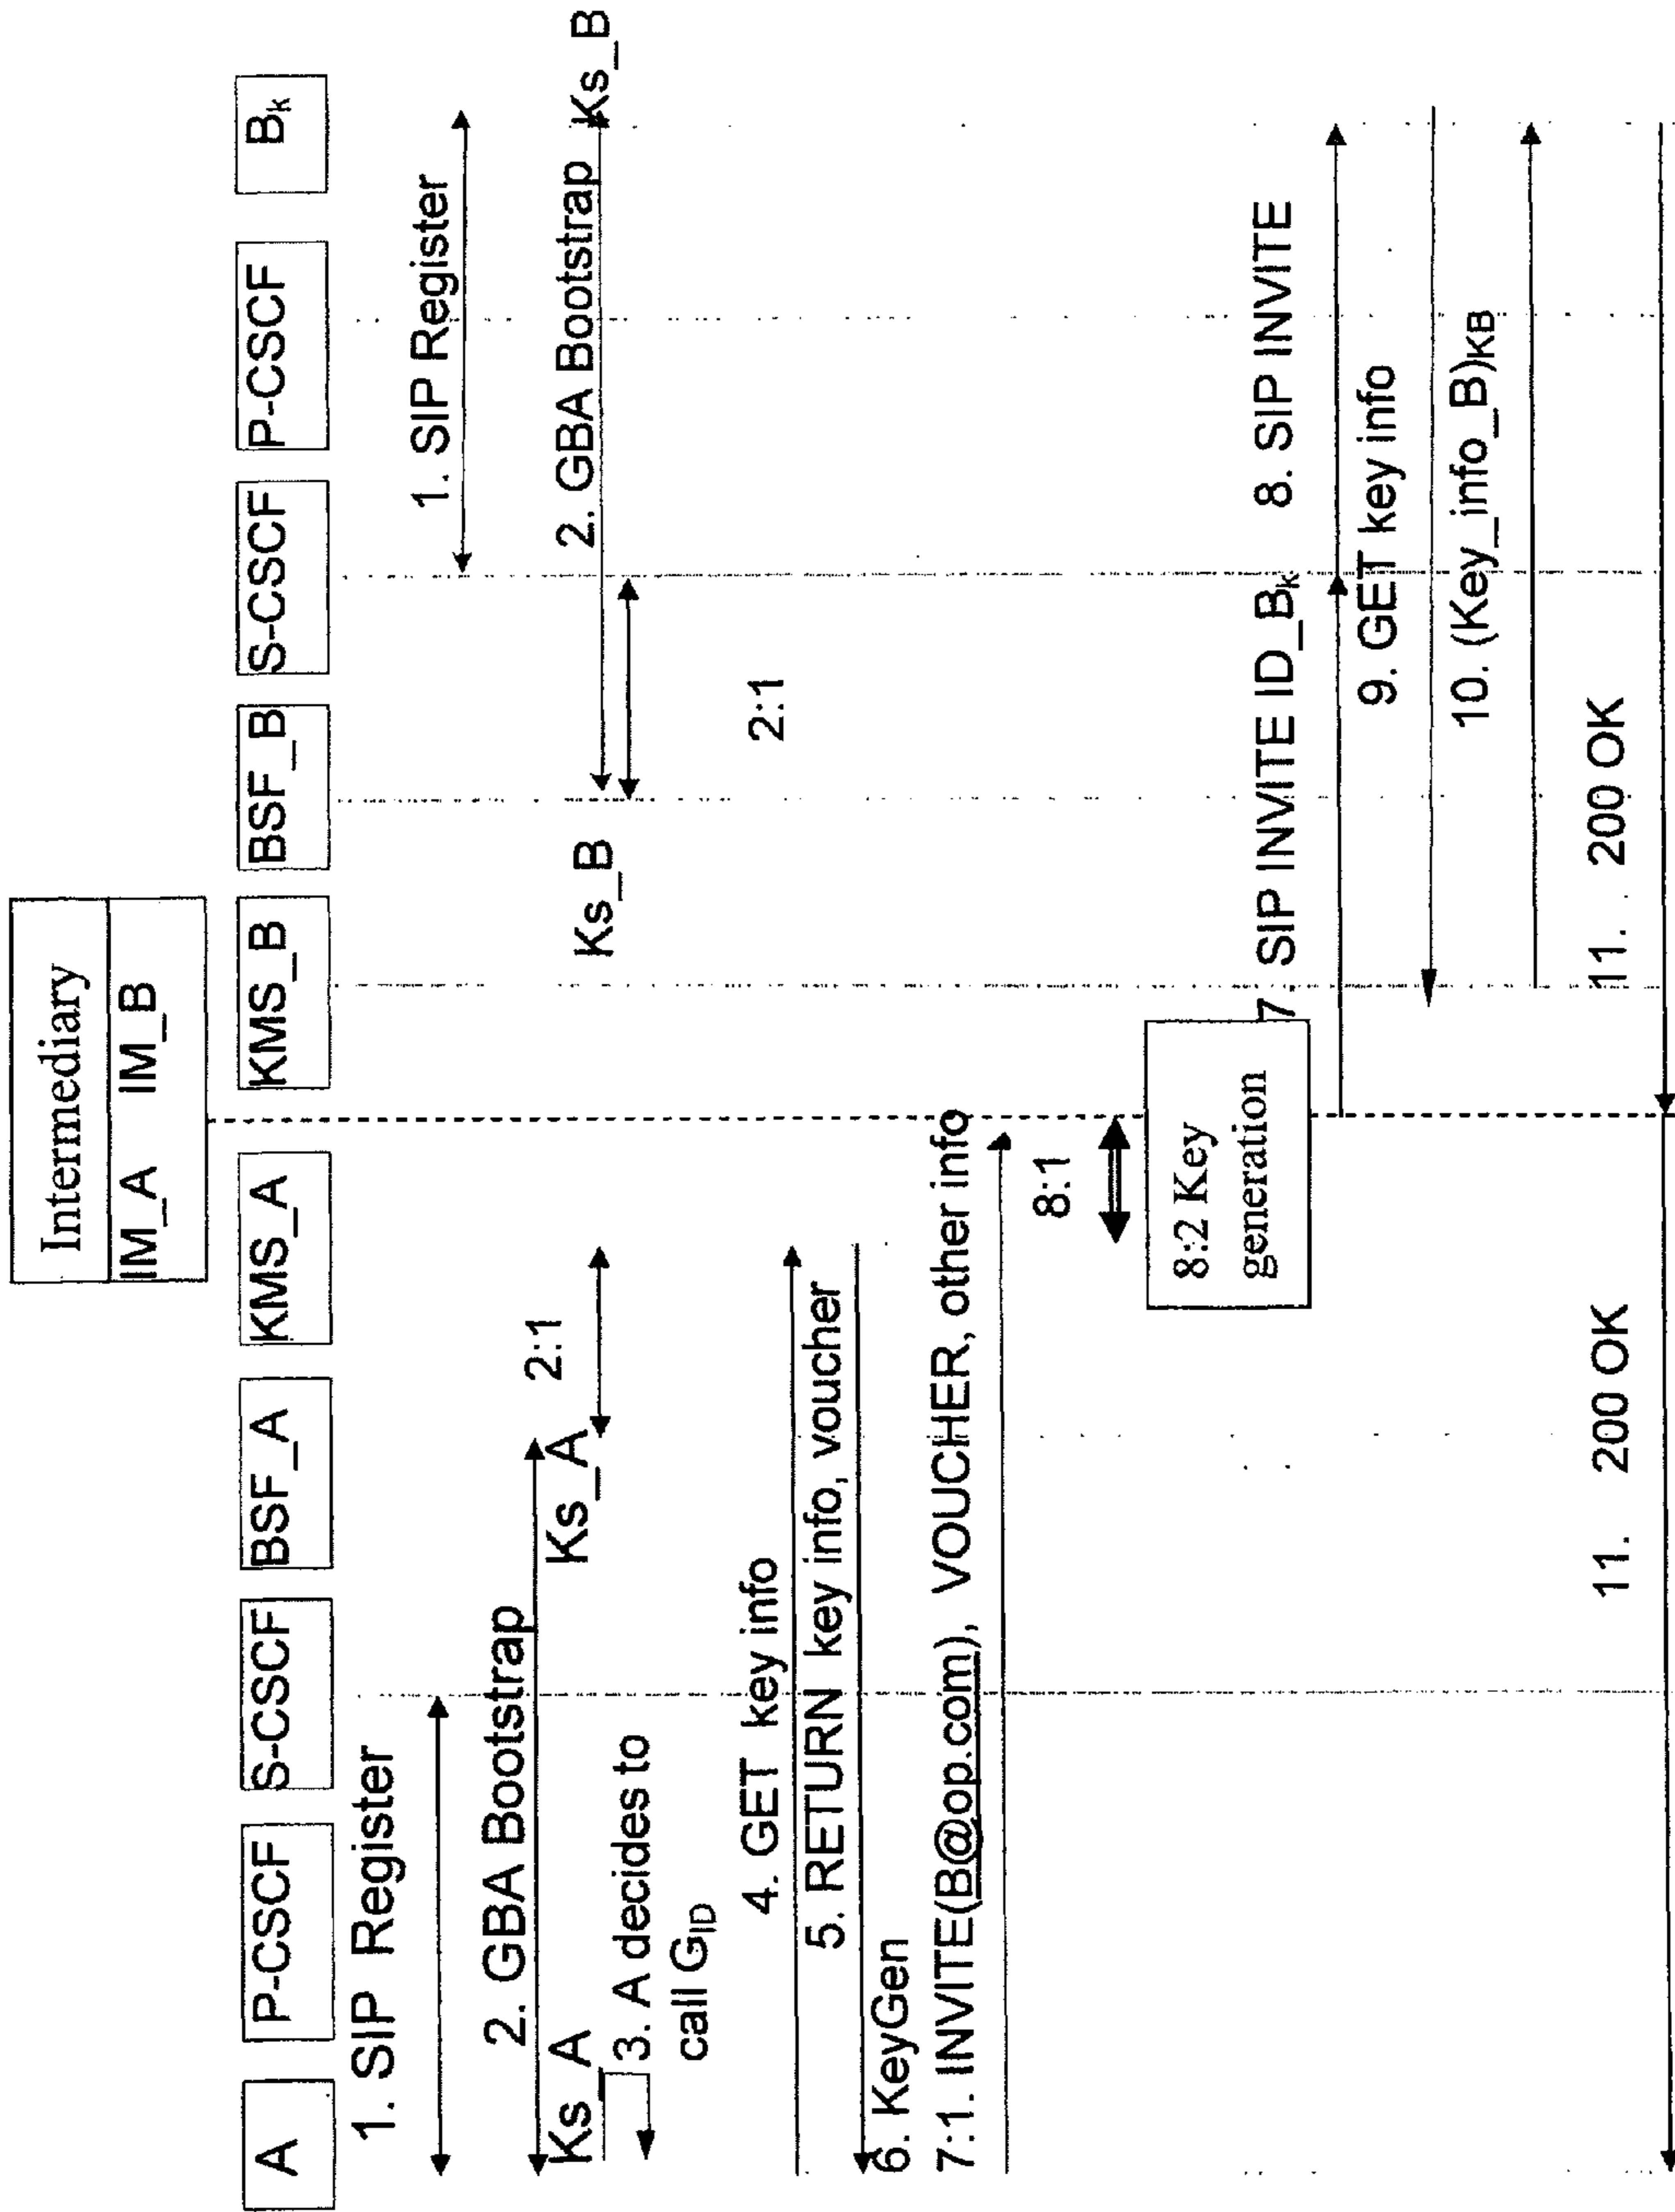 Intermediary
IM_A IM_B
A
P-CSCF
S-CSCF
BSF_A
KMS_A
KMS_B
BSF_B
S-CSCF
P-CSCF
Bk
1. SIP Register
1. SIP Register
2. GBA Bootstrap
2. GBA Bootstrap
Ks_A
Ks_A
2:1
Ks_B
Ks_B
2:1
3. A decides to
call GID
4. GET key info
5. RETURN key info, voucher
6. KeyGen
7:1. INVITE(B@op.com), VOUCHER, other info
8:1
8:2 Key
generation
7. SIP INVITE ID_Bk
8. SIP INVITE
9. GET key info
10. (Key_info_B)KB
11. 200 OK
11. 200 OK